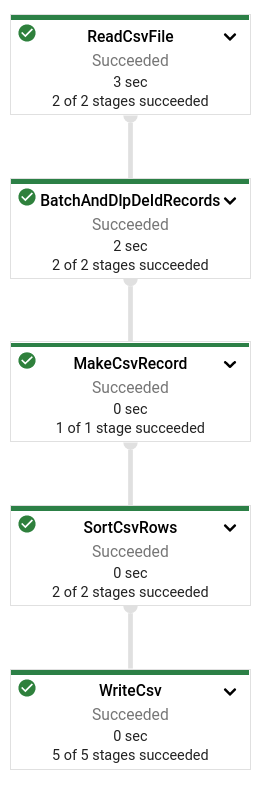 ReadCsvFile
Succeeded
3 sec
2 of 2 stages succeeded
BatchAndDlpDeIdRecords
Succeeded
2 sec
2 of 2 stages succeeded
MakeCsvRecord
Succeeded
0 sec
1 of 1 stage succeeded
SortCsvRows
Succeeded
0 sec
2 of 2 stages succeeded
WriteCsv
Succeeded
0 sec
5 of 5 stages succeeded